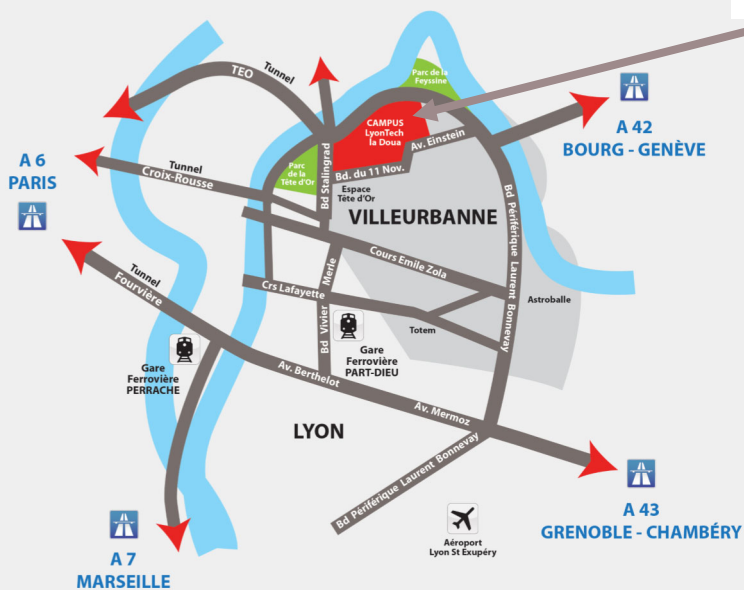 TEO
Tunnel
Parc de la
Feyssine
CAMPUS
LyonTech
la Doua
Av. Einstein
A 42
BOURG - GENÈVE
A 6
PARIS
Tunnel
Croix-Rousse
Parc
de la
Tête d'Or
Bd Stalingrad
Bd. du 11 Nov.
Espace
Tête d'Or
VILLEURBANNE
Bd Périphérique Laurent Bonnevay
Cours Emile Zola
Merle
Tunnel
Fourvière
Crs Lafayette
Astroballe
Totem
Bd Vivier
Gare
Ferrovière
PART-DIEU
Gare
Ferrovière
PERRACHE
Av. Berthelot
Av. Mermoz
LYON
Bd Périphérique Laurent Bonnevay
A 43
GRENOBLE - CHAMBÉRY
Aéroport
Lyon St Exupéry
A 7
MARSEILLE